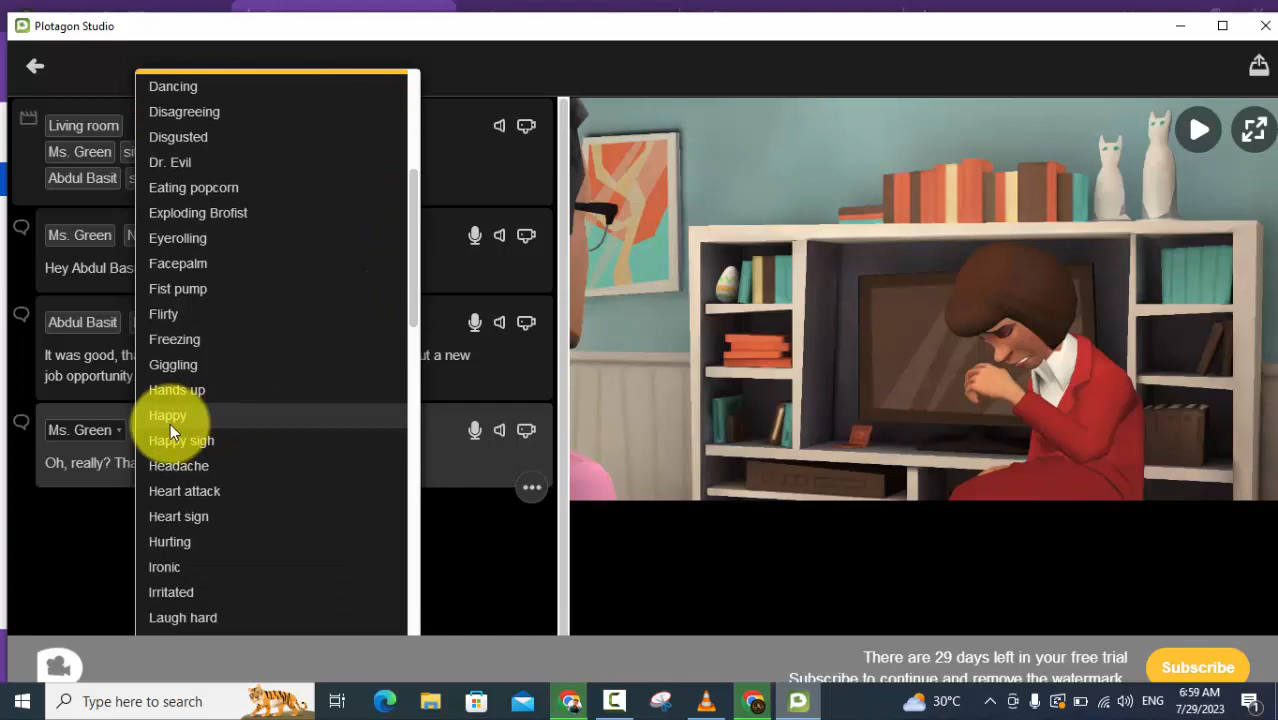 Plotagon Studio
Dancing
Disagreeing
Disgusted
Dr. Evil
Eating popcorn
Exploding Brofist
Eyerolling
Facepalm
Fist pump
Flirty
Freezing
Giggling
Hands up
Happy
Happy sigh
Headache
Heart attack
Heart sign
Hurting
Ironic
Irritated
Laugh hard
Living room
Ms. Green
Abdul Basit
Ms. Green
Hey Abdul Bas
Abdul Basit
It was good, tha
ut a new
job opportunity
Ms. Green
Oh, really? Tha
There are 29 days left in your free trial
Subscribe to continue and remove the watermark
Subscribe
Type here to search
30°C
ENG
6:59 AM
7/29/2023